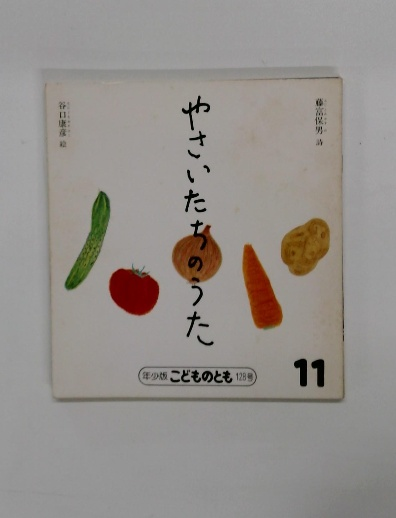 藤富保男 詩
やさいたちのうた
谷口康彦 絵
年少版 こどものとも 128号
11